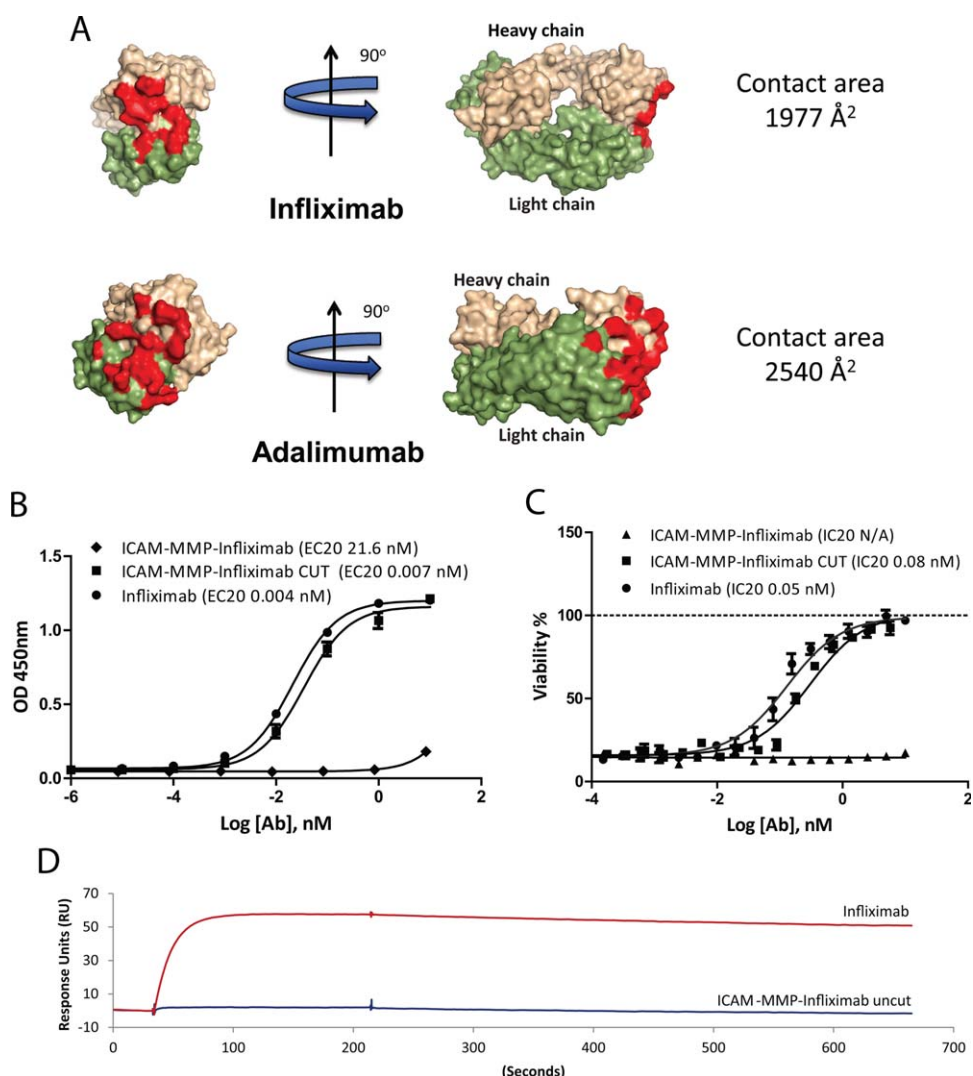 A
90°
Heavy chain
Contact area
1977 Å²
Infliximab
Light chain
90°
Heavy chain
Contact area
2540 Å²
Adalimumab
Light chain
B
ICAM-MMP-Infliximab (EC20 21.6 nM)
ICAM-MMP-Infliximab CUT (EC20 0.007 nM)
Infliximab (EC20 0.004 nM)
1.5
1.0
0.5
0.0
OD 450nm
-6 -4 -2 0 2
Log [Ab], nM
C
ICAM-MMP-Infliximab (IC20 N/A)
ICAM-MMP-Infliximab CUT (IC20 0.08 nM)
Infliximab (IC20 0.05 nM)
150
100
50
0
Viability %
-4 -2 0 2
Log [Ab], nM
D
70
50
30
10
-10
Response Units (RU)
Infliximab
ICAM-MMP-Infliximab uncut
0 100 200 300 400 500 600 700
(Seconds)